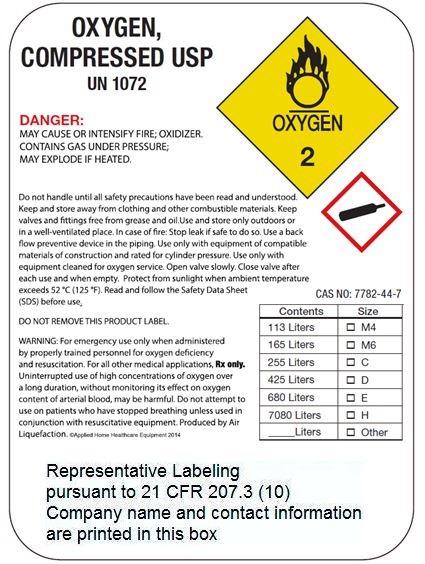 OXYGEN,
COMPRESSED USP
UN 1072
OXYGEN
2
DANGER:
MAY CAUSE OR INTENSIFY FIRE; OXIDIZER.
CONTAINS GAS UNDER PRESSURE;
MAY EXPLODE IF HEATED.
Do not handle until all safety precautions have been read and understood.
Keep and store away from clothing and other combustible materials. Keep
valves and fittings free from grease and oil.Use and store only outdoors or
in a well-ventilated place. In case of fire: Stop leak if safe to do so. Use a back
flow preventive device in the piping. Use only with equipment of compatible
materials of construction and rated for cylinder pressure. Use only with
equipment cleaned for oxygen service. Open valve slowly. Close valve after
each use and when empty.  Protect from sunlight when ambient temperature
exceeds 52 °C (125 °F). Read and follow the Safety Data Sheet
(SDS) before use.
DO NOT REMOVE THIS PRODUCT LABEL.
WARNING: For emergency use only when administered
by properly trained personnel for oxygen deficiency
and resuscitation. For all other medical applications, Rx only.
Uninterrupted use of high concentrations of oxygen over
a long duration, without monitoring its effect on oxygen
content of arterial blood, may be harmful. Do not attempt to
use on patients who have stopped breathing unless used in
conjunction with resuscitative equipment. Produced by Air
Liquefaction. ©Applied Home Healthcare Equipment 2014
CAS NO: 7782-44-7
Contents Size
113 Liters ☐ M4
165 Liters ☐ M6
255 Liters ☐ C
425 Liters ☐ D
680 Liters ☐ E
7080 Liters ☐ H
____Liters ☐ Other
Representative Labeling
pursuant to 21 CFR 207.3 (10)
Company name and contact information
are printed in this box